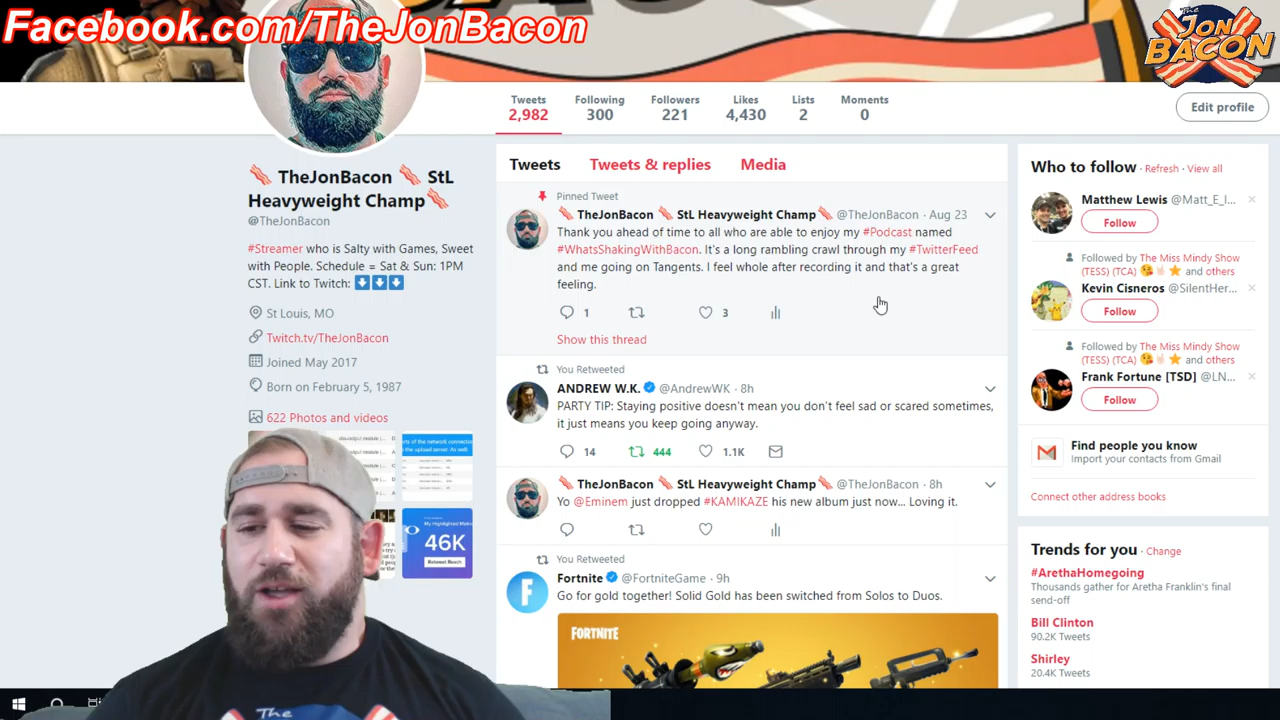 Facebook.com/TheJonBacon
The
JON
BACON
Tweets
2,982
Following
300
Followers
221
Likes
4,430
Lists
2
Moments
0
Edit profile
🥓 TheJonBacon 🥓 StL
Heavyweight Champ🥓
@TheJonBacon
#Streamer who is Salty with Games, Sweet
with People. Schedule = Sat & Sun: 1PM
CST. Link to Twitch: ⬇⬇⬇
St Louis, MO
Twitch.tv/TheJonBacon
Joined May 2017
Born on February 5, 1987
622 Photos and videos
My Highlighted
46K
Retweet Reach
The
Tweets
Tweets & replies
Media
Pinned Tweet
🥓 TheJonBacon 🥓 StL Heavyweight Champ🥓 @TheJonBacon · Aug 23
Thank you ahead of time to all who are able to enjoy my #Podcast named
#WhatsShakingWithBacon. It's a long rambling crawl through my #TwitterFeed
and me going on Tangents. I feel whole after recording it and that's a great
feeling.
1
3
Show this thread
You Retweeted
ANDREW W.K. @AndrewWK · 8h
PARTY TIP: Staying positive doesn't mean you don't feel sad or scared sometimes,
it just means you keep going anyway.
14
444
1.1K
🥓 TheJonBacon 🥓 StL Heavyweight Champ🥓 @TheJonBacon · 8h
Yo @Eminem just dropped #KAMIKAZE his new album just now... Loving it.
You Retweeted
Fortnite @FortniteGame · 9h
Go for gold together! Solid Gold has been switched from Solos to Duos.
FORTNITE
Who to follow · Refresh · View all
Matthew Lewis @Matt_E_l...
Follow
Followed by The Miss Mindy Show
(TESS) (TCA) 😘🤘🏻⭐ and others
Kevin Cisneros @SilentHer...
Follow
Followed by The Miss Mindy Show
(TESS) (TCA) 😘🤘🏻⭐ and others
Frank Fortune [TSD] @LN...
Follow
Find people you know
Import your contacts from Gmail
Connect other address books
Trends for you · Change
#ArethaHomegoing
Thousands gather for Aretha Franklin's final
send-off
Bill Clinton
90.2K Tweets
Shirley
20.4K Tweets